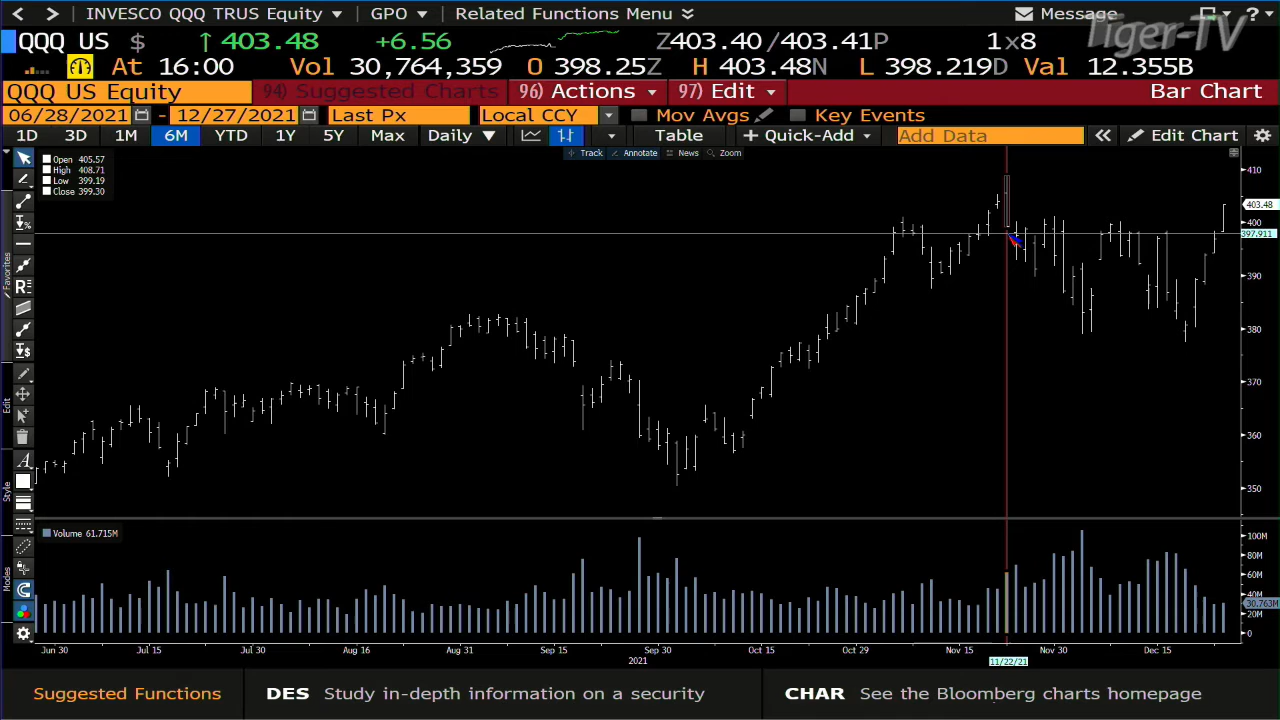 INVESCO QQQ TRUS Equity GPO Related Functions Menu Message ?
QQQ US $ 403.48 +6.56 Z403.40 /403.41P 1x8
At 16:00 Vol 30,764,359 O 398.25Z H 403.48N L 398.219D Val 12.355B
Tiger-TV
QQQ US Equity 94) Suggested Charts 96) Actions 97) Edit Bar Chart
06/28/2021 - 12/27/2021 Last Px Local CCY Mov Avgs Key Events
1D 3D 1M 6M YTD 1Y 5Y Max Daily ▼ Table + Quick-Add Add Data « Edit Chart
Track Annotate News Zoom
Open 405.57
High 408.71
Low 399.19
Close 399.30
410
403.48
400
397.911
390
380
370
360
350
Favorites
Edit
Style
Modes
Volume 61.715M
100M
80M
60M
40M
30.763M
20M
0
Jun 30 Jul 15 Jul 30 Aug 16 Aug 31 Sep 15 Sep 30 Oct 15 Oct 29 Nov 15 Nov 30 Dec 15
2021 11/22/21
Suggested Functions DES Study in-depth information on a security CHAR See the Bloomberg charts homepage